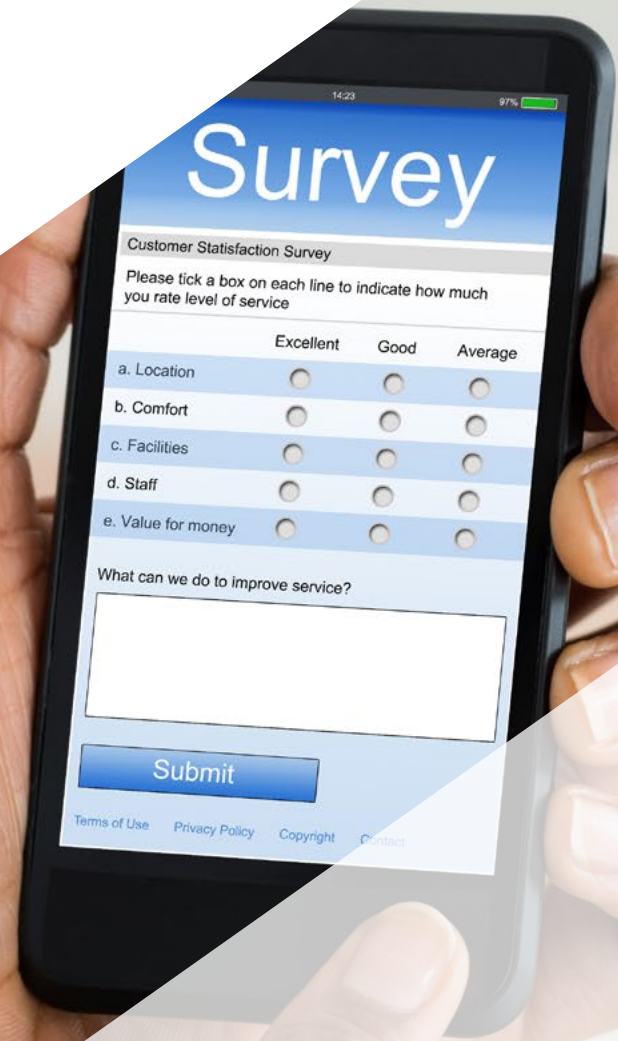 14:23 97%
Survey
Customer Statisfaction Survey
Please tick a box on each line to indicate how much
you rate level of service
Excellent Good Average
a. Location
b. Comfort
c. Facilities
d. Staff
e. Value for money
What can we do to improve service?
Submit
Terms of Use Privacy Policy Copyright Contact